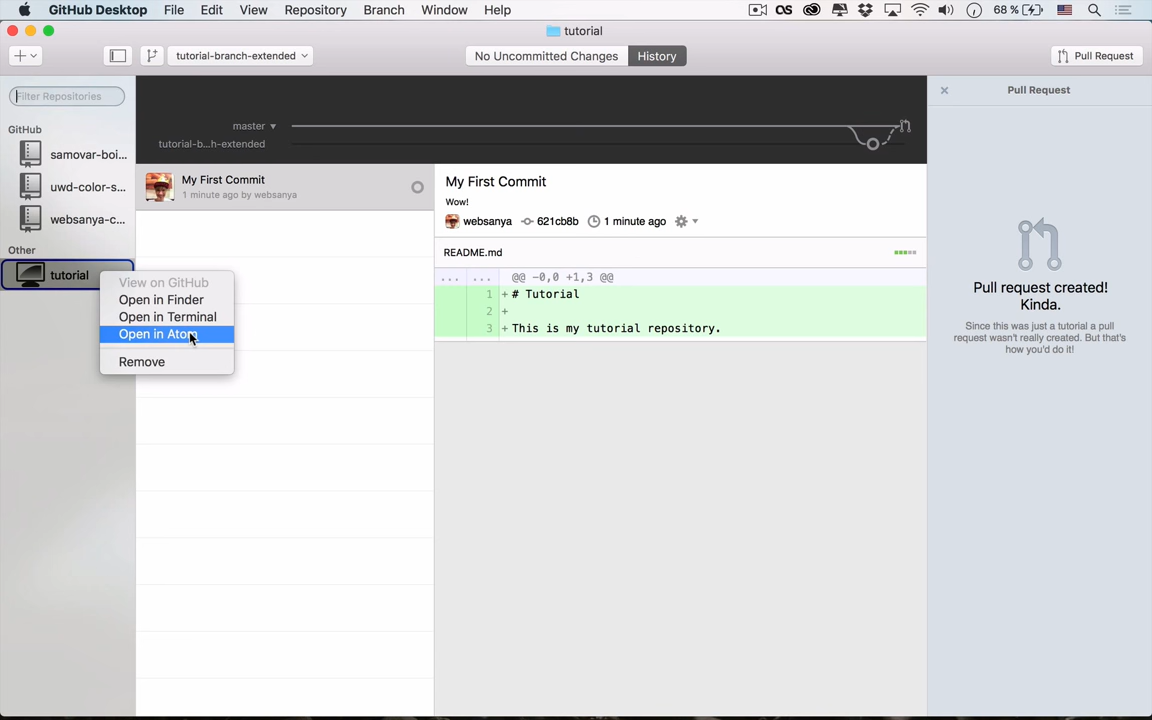 GitHub Desktop File Edit View Repository Branch Window Help 68 %
tutorial
tutorial-branch-extended No Uncommitted Changes History Pull Request
Filter Repositories
GitHub
samovar-boi...
uwd-color-s...
websanya-c...
Other
tutorial
View on GitHub
Open in Finder
Open in Terminal
Open in Atom
Remove
master
tutorial-b...h-extended
My First Commit
1 minute ago by websanya
My First Commit
Wow!
websanya 621cb8b 1 minute ago
README.md
... ... @@ -0,0 +1,3 @@
1 +# Tutorial
2 +
3 +This is my tutorial repository.
Pull Request
Pull request created!
Kinda.
Since this was just a tutorial a pull
request wasn't really created. But that's
how you'd do it!